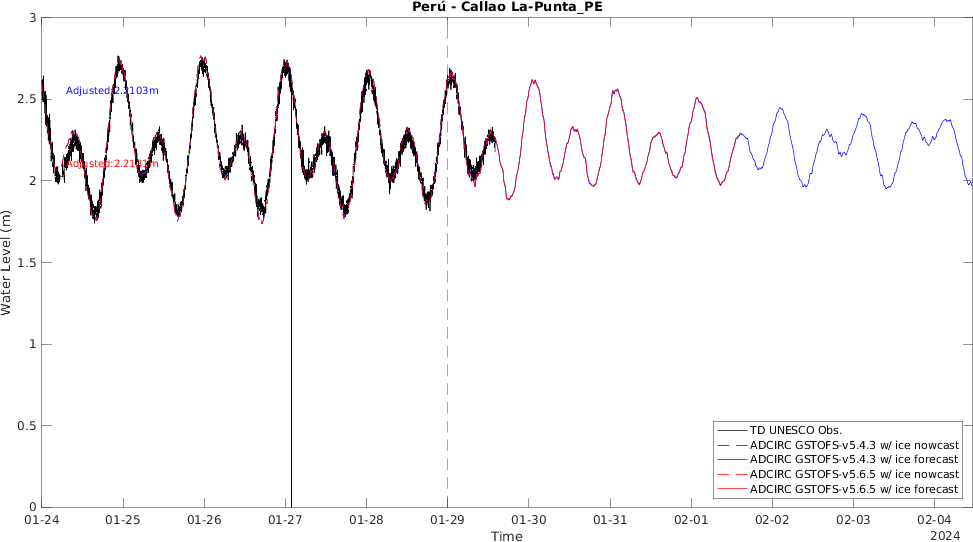 Perú - Callao La-Punta_PE
3
2.5
2
1.5
1
0.5
0
Water Level (m)
Adjusted:2.2103m
01-24
01-25
01-26
01-27
01-28
01-29
01-30
01-31
02-01
02-02
02-03
02-04
2024
Time
TD UNESCO Obs.
ADCIRC GSTOFS-v5.4.3 w/ ice nowcast
ADCIRC GSTOFS-v5.4.3 w/ ice forecast
ADCIRC GSTOFS-v5.6.5 w/ ice nowcast
ADCIRC GSTOFS-v5.6.5 w/ ice forecast